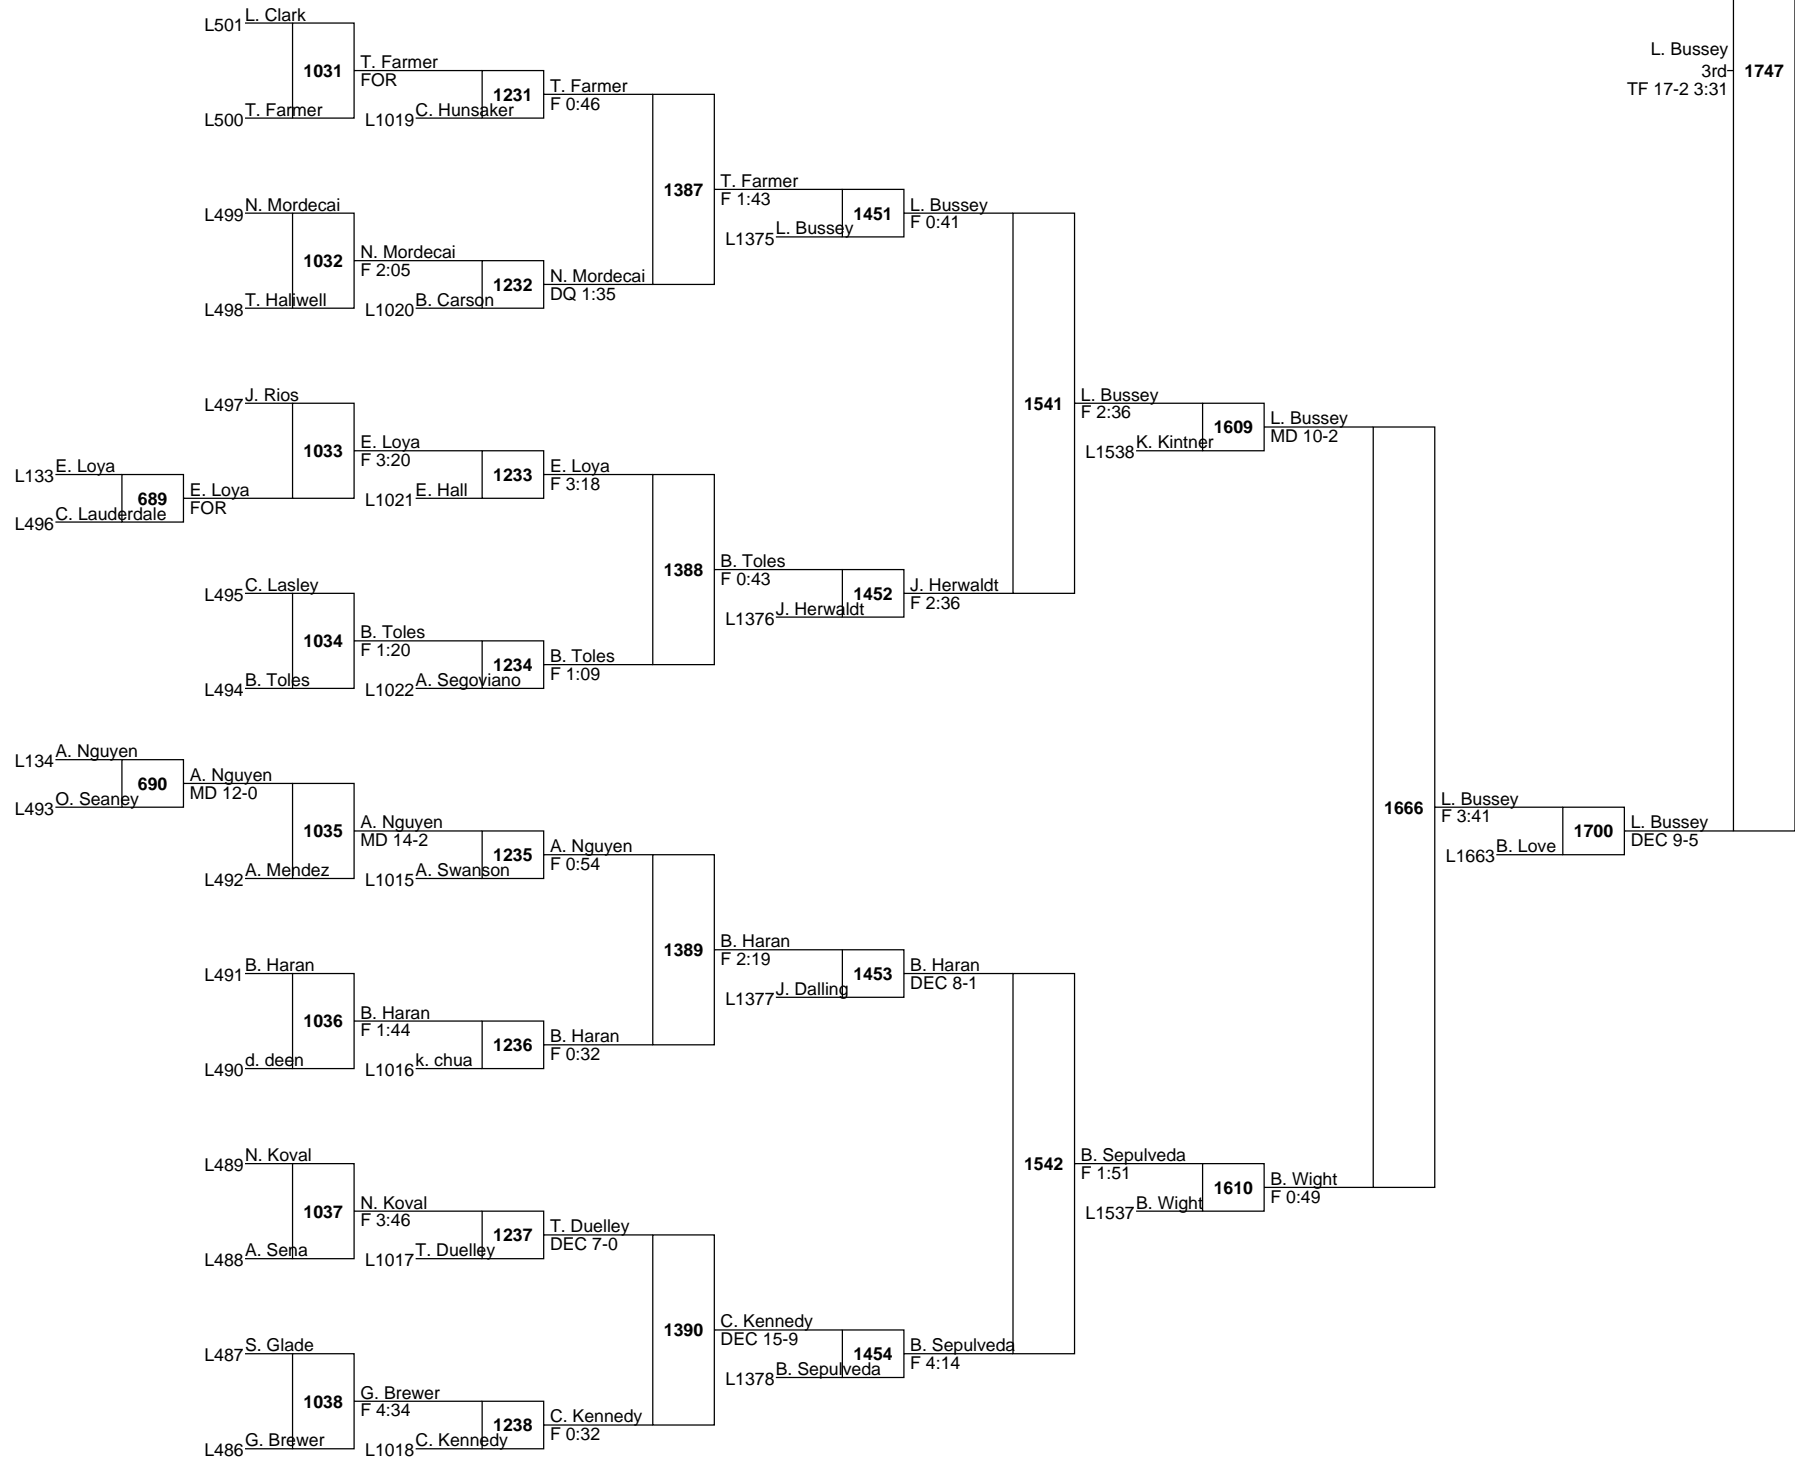 L501 L. Clark
1031
T. Farmer
FOR
L500 T. Farmer
1231
L1019 C. Hunsaker
T. Farmer
F 0:46
1387
L499 N. Mordecai
1032
N. Mordecai
F 2:05
L498 T. Haliwell
1232
L1020 B. Carson
N. Mordecai
DQ 1:35
T. Farmer
F 1:43
1451
L1375 L. Bussey
L. Bussey
F 0:41
1541
L497 J. Rios
L133 E. Loya
689
L496 C. Lauderdale
E. Loya
FOR
1033
E. Loya
F 3:20
1233
L1021 E. Hall
E. Loya
F 3:18
1388
L495 C. Lasley
1034
B. Toles
F 1:20
L494 B. Toles
1234
L1022 A. Segoviano
B. Toles
F 1:09
B. Toles
F 0:43
1452
L1376 J. Herwaldt
J. Herwaldt
F 2:36
L. Bussey
F 2:36
1609
L1538 K. Kintner
L. Bussey
MD 10-2
1666
L134 A. Nguyen
690
L493 O. Seaney
A. Nguyen
MD 12-0
1035
L492 A. Mendez
A. Nguyen
MD 14-2
1235
L1015 A. Swanson
A. Nguyen
F 0:54
1389
L491 B. Haran
1036
L490 d. deen
B. Haran
F 1:44
1236
L1016 k. chua
B. Haran
F 0:32
B. Haran
F 2:19
1453
L1377 J. Dalling
B. Haran
DEC 8-1
1542
L489 N. Koval
1037
L488 A. Sena
N. Koval
F 3:46
1237
L1017 T. Duelley
T. Duelley
DEC 7-0
1390
L487 S. Glade
1038
L486 G. Brewer
G. Brewer
F 4:34
1238
L1018 C. Kennedy
C. Kennedy
F 0:32
C. Kennedy
DEC 15-9
1454
L1378 B. Sepulveda
B. Sepulveda
F 4:14
B. Sepulveda
F 1:51
1610
L1537 B. Wight
B. Wight
F 0:49
L. Bussey
F 3:41
1700
L1663 B. Love
L. Bussey
DEC 9-5
1747
L. Bussey
3rd
TF 17-2 3:31